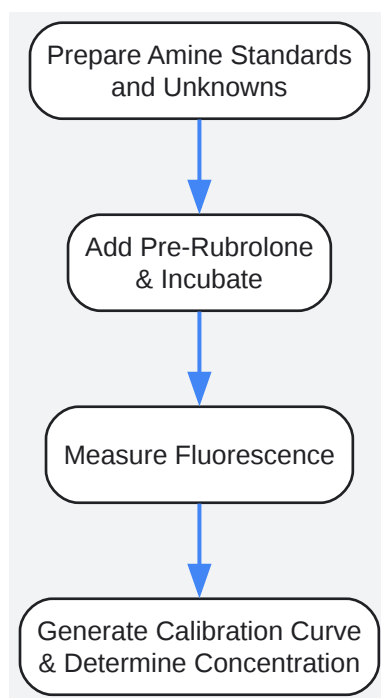 Prepare Amine Standards
and Unknowns
Add Pre-Rubrolone
& Incubate
Measure Fluorescence
Generate Calibration Curve
& Determine Concentration